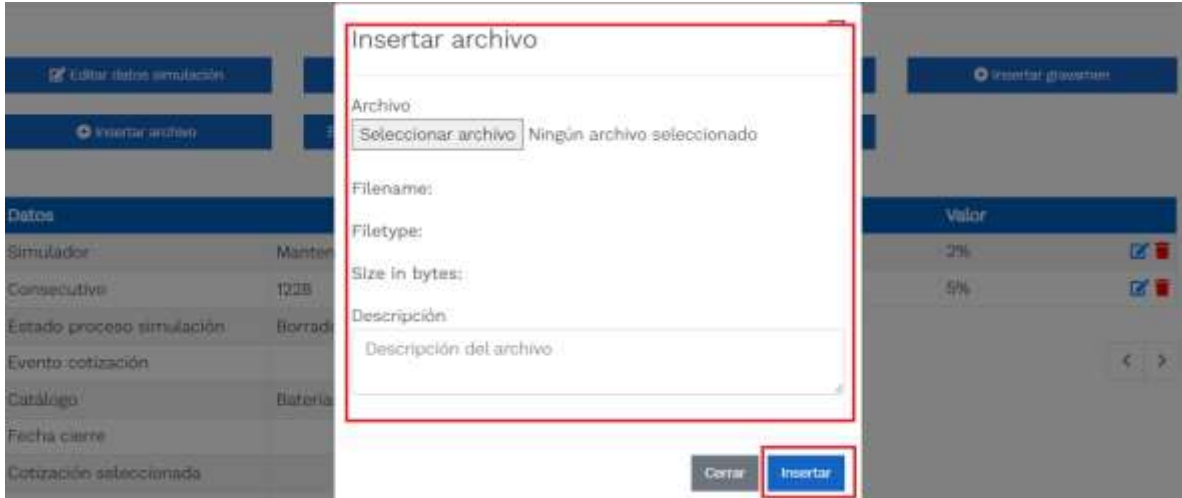 Insertar archivo
Editar datos simulación
Insertar gravamen
Archivo
Insertar archivo
Seleccionar archivo Ningún archivo seleccionado
Filename:
Datos
Valor
Filetype:
Simulador
2%
Size in bytes:
Consecutivo
1228
5%
Descripción
Estado proceso simulación
Descripción del archivo
Evento cotización
< >
Catálogo
Fecha cierre
Cotización seleccionada
Cerrar Insertar